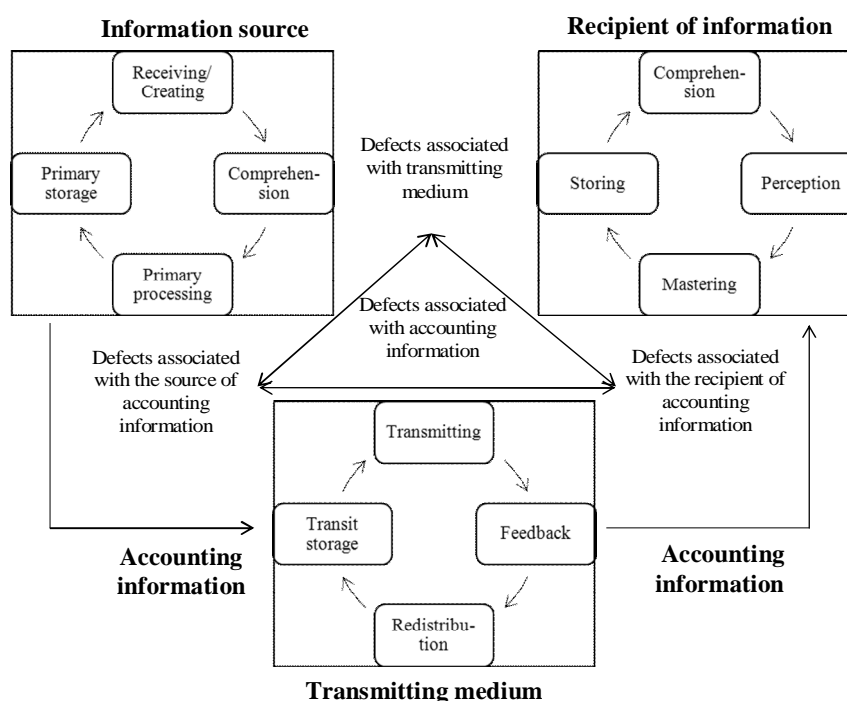 Information source
Receiving/
Creating
Primary
storage
Comprehen-
sion
Primary
processing
Recipient of information
Comprehen-
sion
Storing
Perception
Mastering
Defects associated
with transmitting
medium
Defects associated
with accounting
information
Defects associated
with the source of
accounting
information
Defects associated
with the recipient of
accounting
information
Transmitting
Transit
storage
Feedback
Redistribu-
tion
Accounting
information
Accounting
information
Transmitting medium